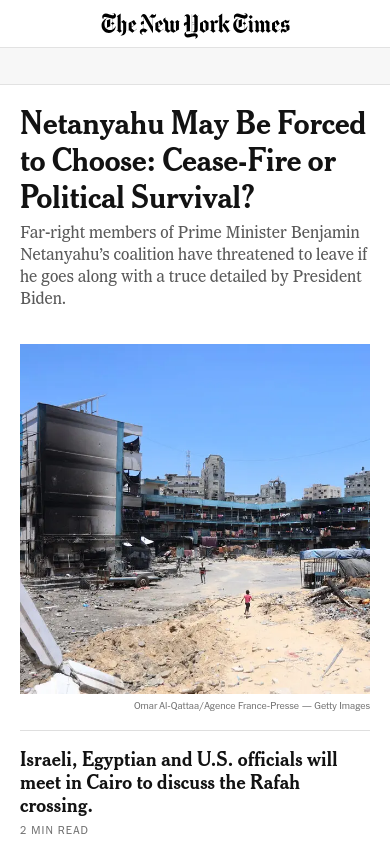 The New York Times
Netanyahu May Be Forced
to Choose: Cease-Fire or
Political Survival?
Far-right members of Prime Minister Benjamin
Netanyahu’s coalition have threatened to leave if
he goes along with a truce detailed by President
Biden.
Omar Al-Qattaa/Agence France-Presse — Getty Images
Israeli, Egyptian and U.S. officials will
meet in Cairo to discuss the Rafah
crossing.
2 MIN READ